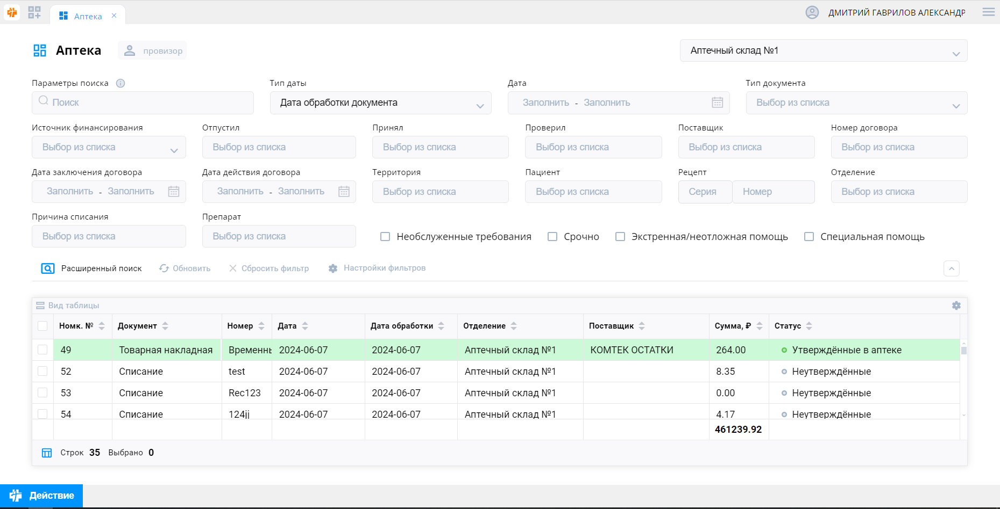 Аптека
ДМИТРИЙ ГАВРИЛОВ АЛЕКСАНДР
Аптека провизор Аптечный склад №1
Параметры поиска Тип даты Дата Тип документа
Поиск Дата обработки документа Заполнить - Заполнить Выбор из списка
Источник финансирования Отпустил Принял Проверил Поставщик Номер договора
Выбор из списка Выбор из списка Выбор из списка Выбор из списка Выбор из списка Выбор из списка
Дата заключения договора Дата действия договора Территория Пациент Рецепт Отделение
Заполнить - Заполнить Заполнить - Заполнить Выбор из списка Выбор из списка Серия Номер Выбор из списка
Причина списания Препарат
Выбор из списка Выбор из списка Необслуженные требования Срочно Экстренная/неотложная помощь Специальная помощь
Расширенный поиск Обновить Сбросить фильтр Настройки фильтров
Вид таблицы
Номк. № Документ Номер Дата Дата обработки Отделение Поставщик Сумма, ₽ Статус
49 Товарная накладная Временнь 2024-06-07 2024-06-07 Аптечный склад №1 КОМТЕК ОСТАТКИ 264.00 Утверждённые в аптеке
52 Списание test 2024-06-07 2024-06-07 Аптечный склад №1 8.35 Неутверждённые
53 Списание Rec123 2024-06-07 2024-06-07 Аптечный склад №1 0.00 Неутверждённые
54 Списание 124jj 2024-06-07 2024-06-07 Аптечный склад №1 4.17 Неутверждённые
461239.92
Строк 35 Выбрано 0
Действие